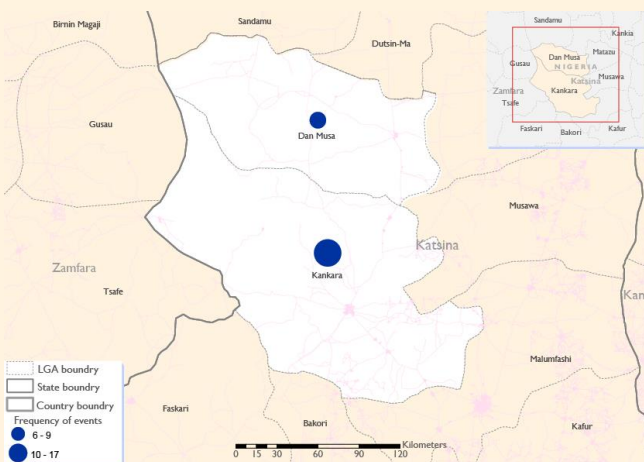 Birnin Magaji
Sandamu
Dutsin-Ma
Gusau
Dan Musa
Musawa
Katsina
Kankara
Zamfara
Tsafe
Kan
Malumfashi
Faskari
Bakori
Kafur
Sandamu
Kankia
Dan Musa
Matazu
Gusau
NIGERIA
Katsina
Musawa
Zamfara
Kankara
Tsafe
Faskari
Bakori
Kafur
LGA boundry
State boundry
Country boundry
Frequency of events
6 - 9
10 - 17
Kilometers
0 15 30 60 90 120